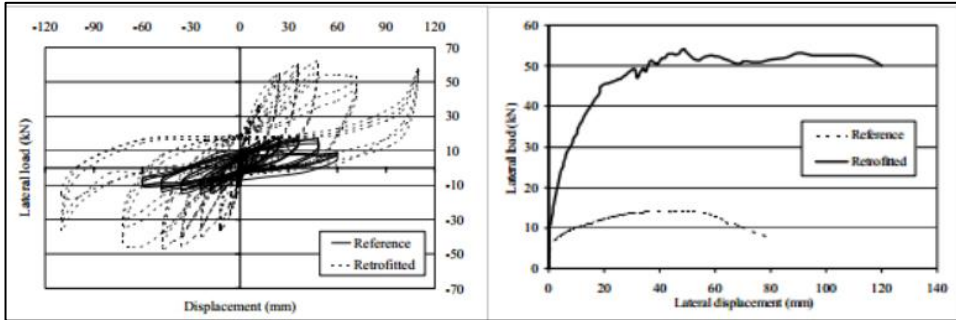 -120 -90 -60 -30 0 30 60 90 120
70
50
30
10
-10
-30
-50
-70
Lateral load (kN)
Reference
Retrofitted
Displacement (mm)
60
50
40
30
20
10
0
Lateral load (kN)
Reference
Retrofitted
0 20 40 60 80 100 120 140
Lateral displacement (mm)